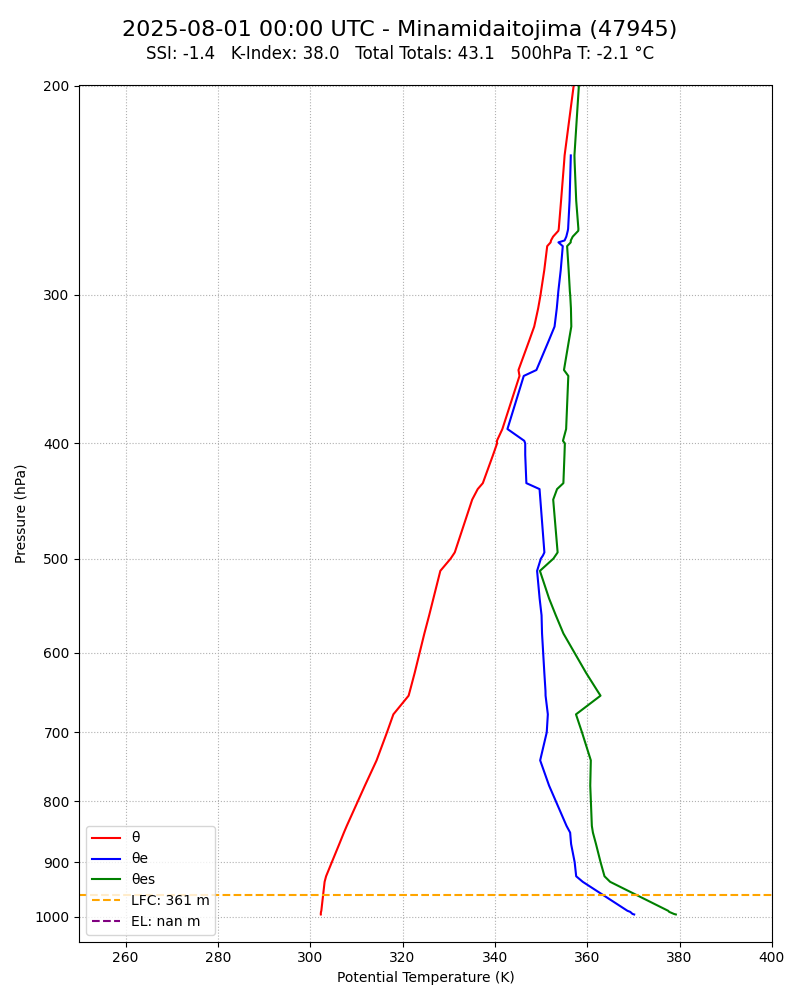 2025-08-01 00:00 UTC - Minamidaitojima (47945)
SSI: -1.4   K-Index: 38.0   Total Totals: 43.1   500hPa T: -2.1 °C
200
300
400
500
600
700
800
900
1000
Pressure (hPa)
θ
θe
θes
LFC: 361 m
EL: nan m
260 280 300 320 340 360 380 400
Potential Temperature (K)